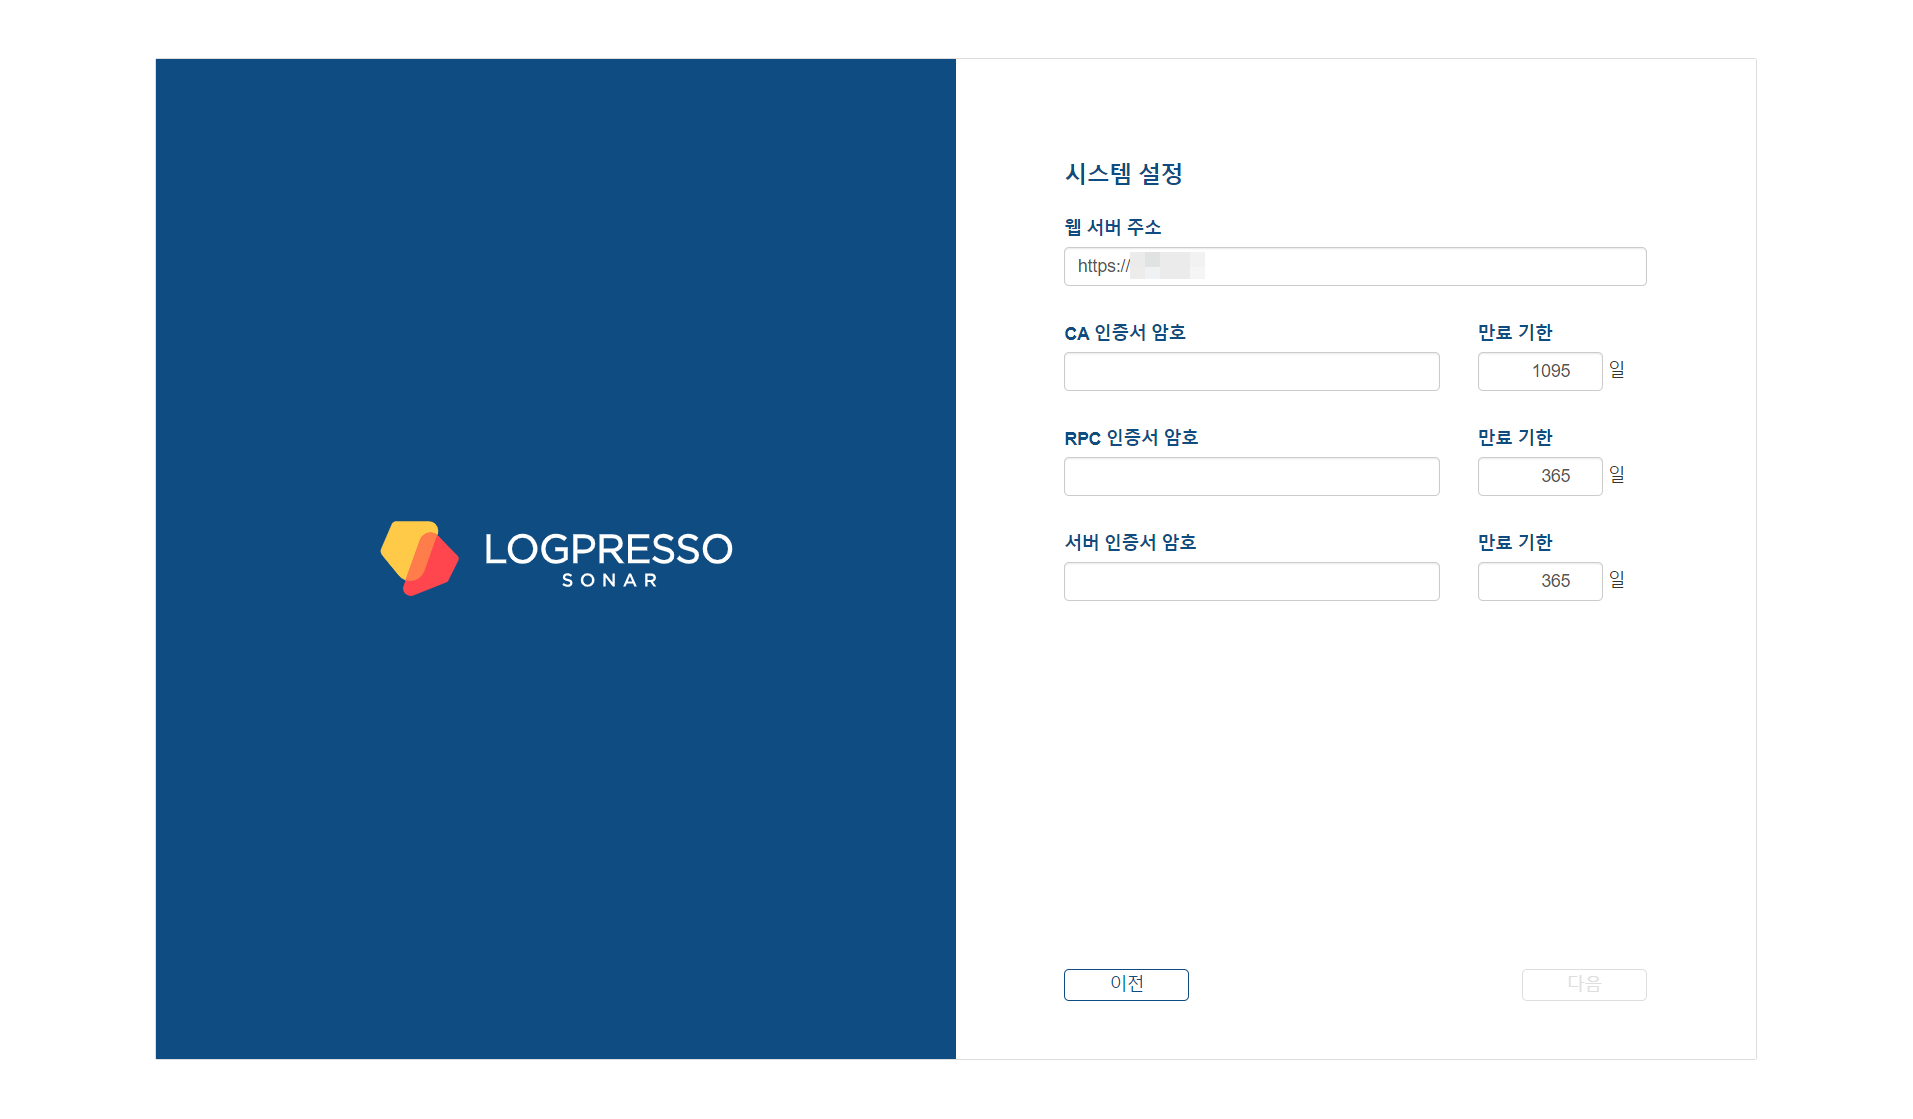 LOGPRESSO
SONAR
시스템 설정
웹 서버 주소
https://
CA 인증서 암호
만료 기한
1095 일
RPC 인증서 암호
만료 기한
365 일
서버 인증서 암호
만료 기한
365 일
이전
다음